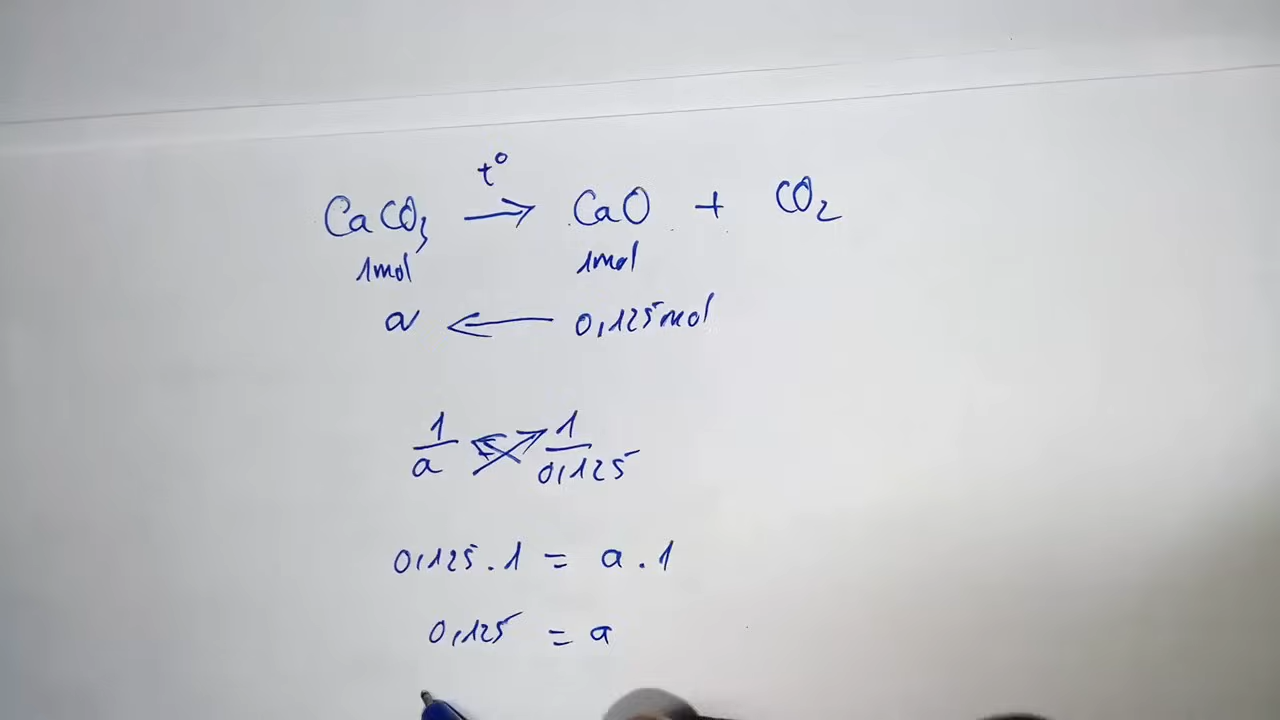 t°
CaCO₃ → CaO + CO₂
1mol 1mol
a ← 0,125mol
1/a 1/0,125
0,125 . 1 = a . 1
0,125 = a